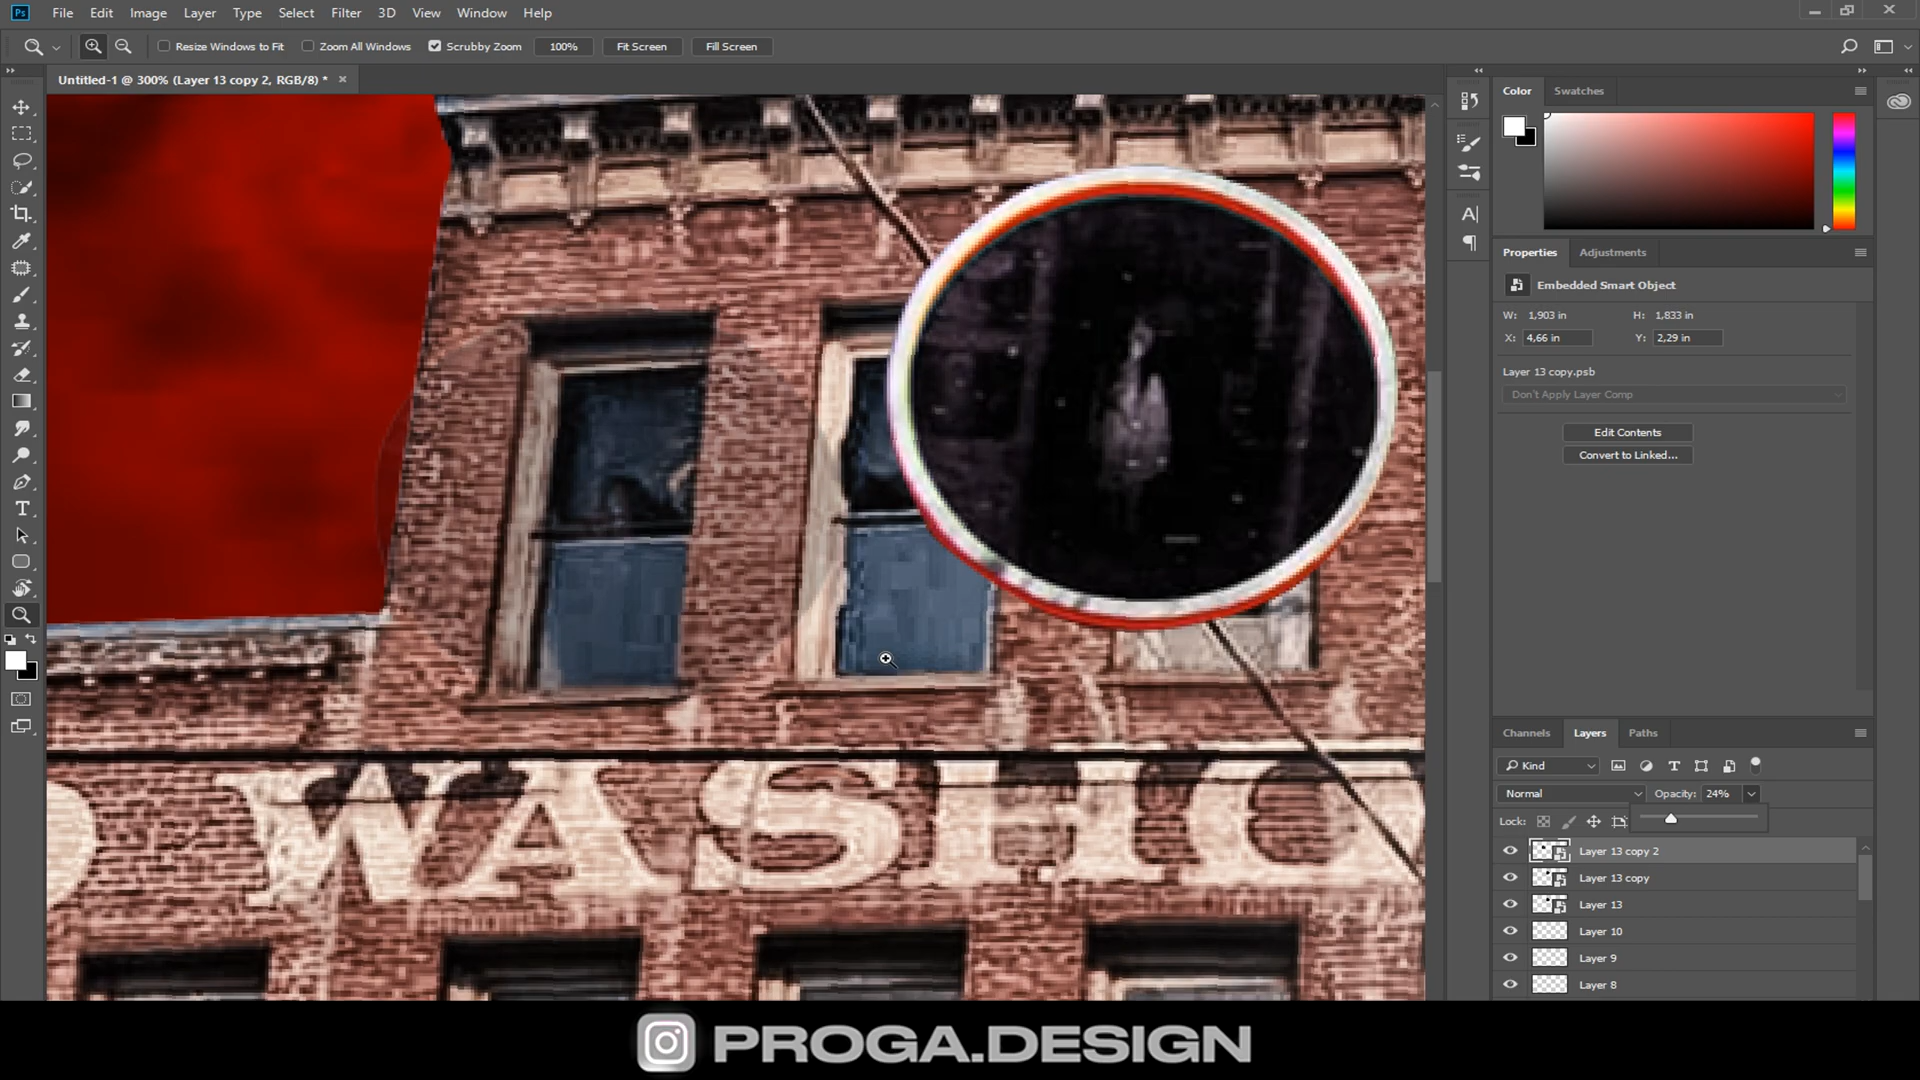 Ps File Edit Image Layer Type Select Filter 3D View Window Help
Resize Windows to Fit Zoom All Windows Scrubby Zoom 100% Fit Screen Fill Screen
Untitled-1 @ 300% (Layer 13 copy 2, RGB/8) *
Color Swatches
Properties Adjustments
Embedded Smart Object
W: 1,903 in H: 1,833 in
X: 4,66 in Y: 2,29 in
Layer 13 copy.psb
Don't Apply Layer Comp
Edit Contents
Convert to Linked...
WASHO
Channels Layers Paths
Kind
Normal Opacity: 24%
Lock:
Layer 13 copy 2
Layer 13 copy
Layer 13
Layer 10
Layer 9
Layer 8
PROGA.DESIGN